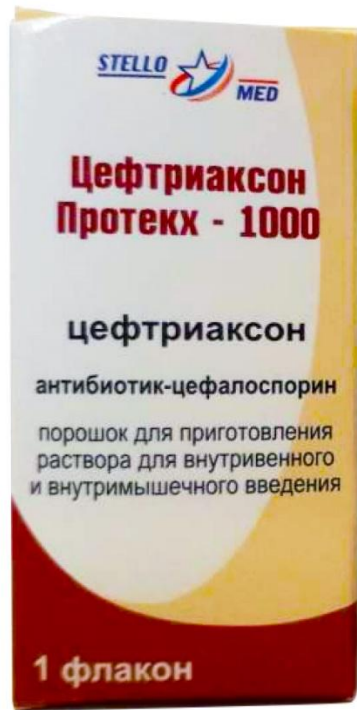 STELLO
MED
Цефтриаксон
Протекх - 1000
цефтриаксон
антибиотик-цефалоспорин
порошок для приготовления
раствора для внутривенного
и внутримышечного введения
1 флакон